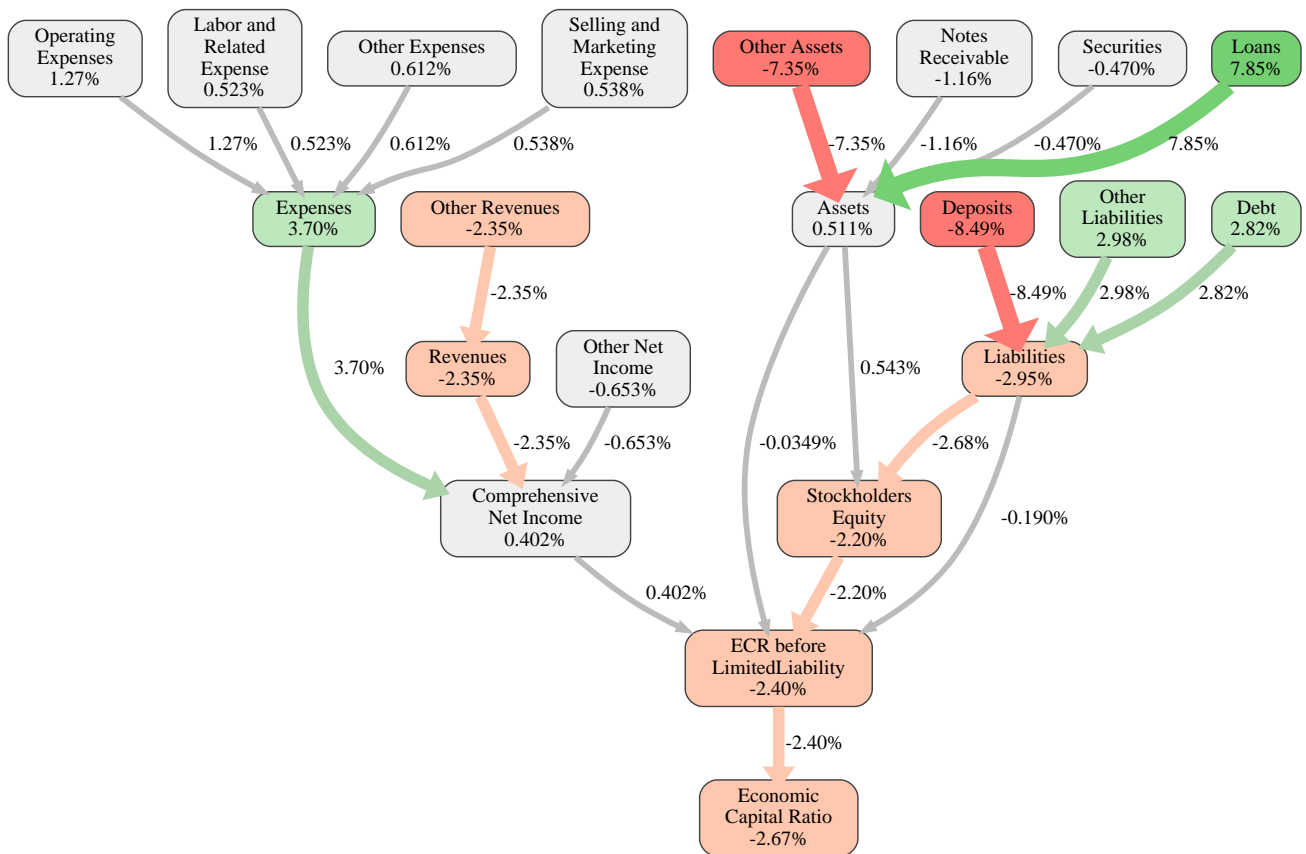 Operating
Expenses
1.27%
Labor and
Related
Expense
0.523%
Other Expenses
0.612%
Selling and
Marketing
Expense
0.538%
Other Assets
-7.35%
Notes
Receivable
-1.16%
Securities
-0.470%
Loans
7.85%
1.27%
0.523%
0.612%
0.538%
-7.35%
-1.16%
-0.470%
7.85%
Expenses
3.70%
Other Revenues
-2.35%
Assets
0.511%
Deposits
-8.49%
Other
Liabilities
2.98%
Debt
2.82%
-2.35%
-8.49%
2.98%
2.82%
Revenues
-2.35%
Other Net
Income
-0.653%
Liabilities
-2.95%
3.70%
0.543%
-2.35%
-0.653%
-0.0349%
-2.68%
Comprehensive
Net Income
0.402%
Stockholders
Equity
-2.20%
-0.190%
0.402%
-2.20%
ECR before
LimitedLiability
-2.40%
-2.40%
Economic
Capital Ratio
-2.67%